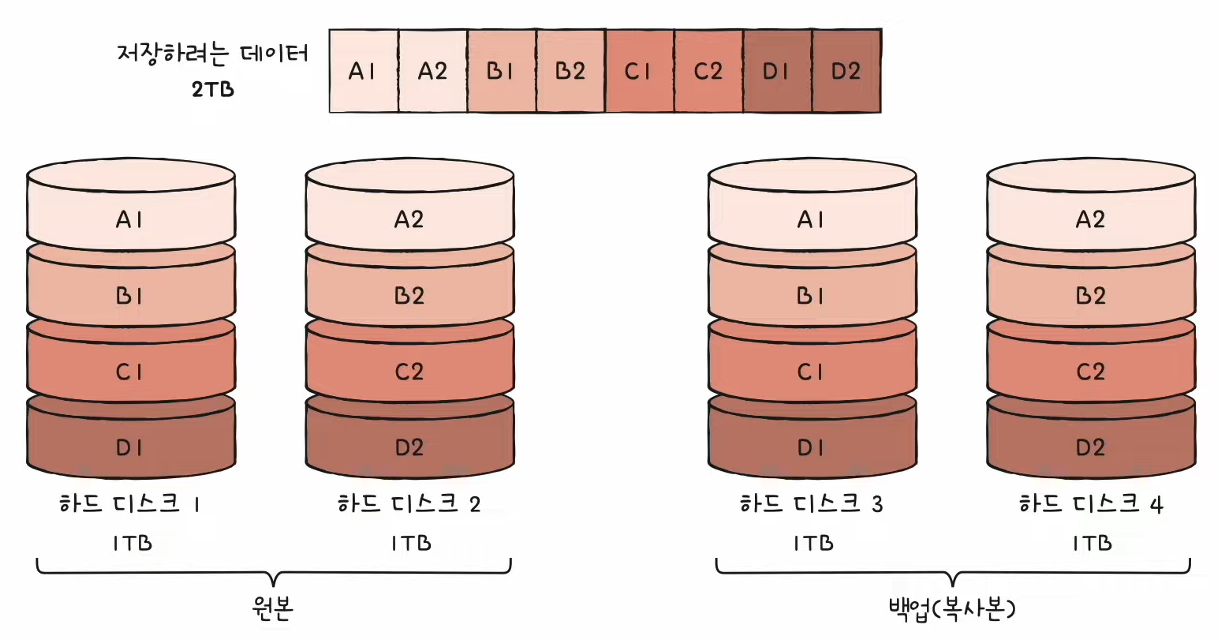 저장하려는 데이터
2TB
A1 A2 B1 B2 C1 C2 D1 D2
A1 A2 A1 A2
B1 B2 B1 B2
C1 C2 C1 C2
D1 D2 D1 D2
하드 디스크 1 하드 디스크 2 하드 디스크 3 하드 디스크 4
1TB 1TB 1TB 1TB
원본 백업(복사본)